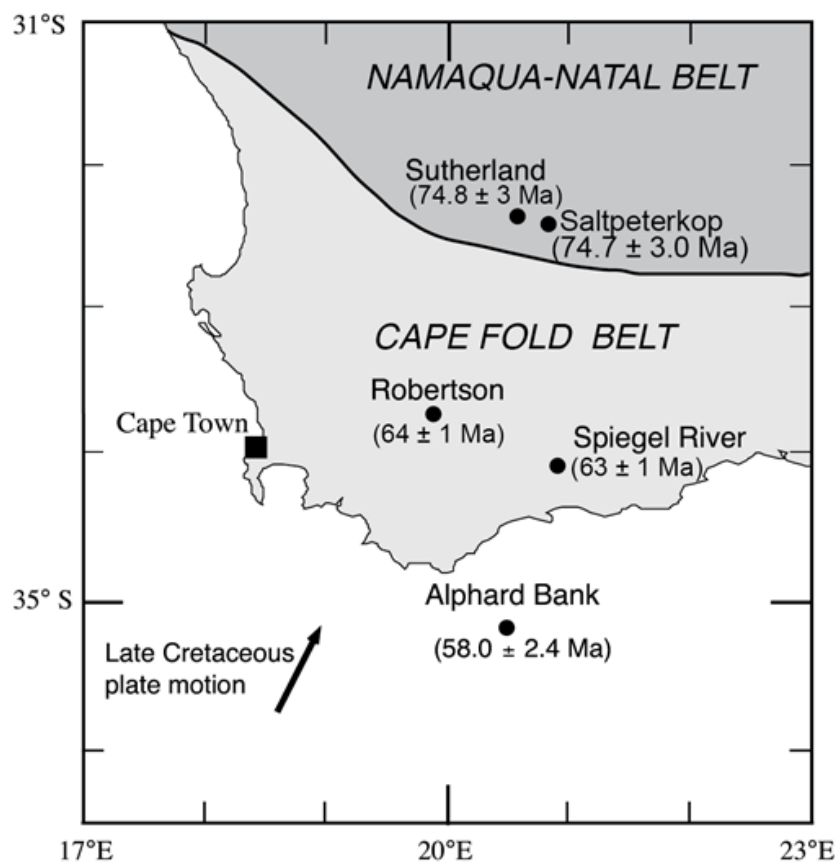 31°S
NAMAQUA-NATAL BELT
Sutherland
(74.8 ± 3 Ma)
Saltpeterkop
(74.7 ± 3.0 Ma)
CAPE FOLD BELT
Robertson
(64 ± 1 Ma)
Cape Town
Spiegel River
(63 ± 1 Ma)
Alphard Bank
(58.0 ± 2.4 Ma)
35° S
Late Cretaceous
plate motion
17°E
20°E
23°E